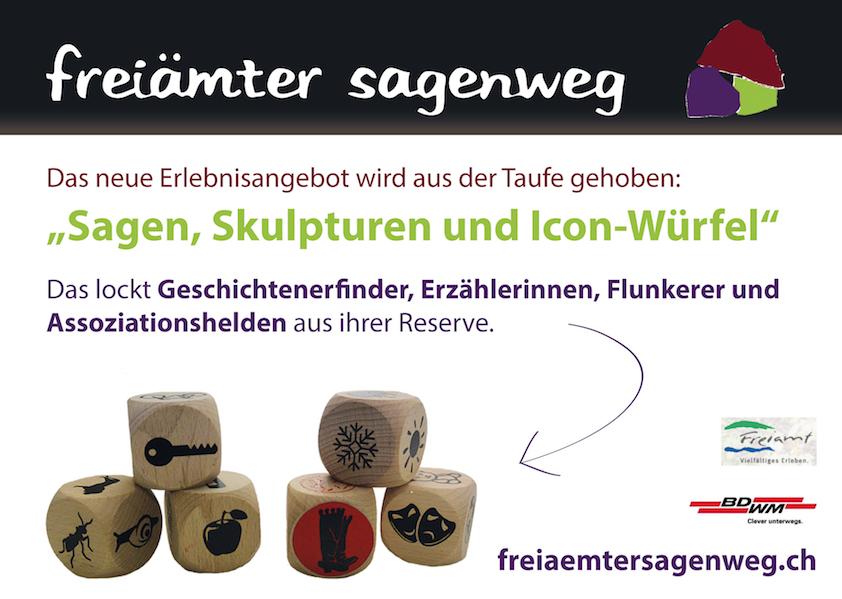 freiämter sagenweg
Das neue Erlebnisangebot wird aus der Taufe gehoben:
„Sagen, Skulpturen und Icon-Würfel“
Das lockt Geschichtenerfinder, Erzählerinnen, Flunkerer und
Assoziationshelden aus ihrer Reserve.
Freiamt
Vielfältiges Erleben.
BDWM
Clever unterwegs.
freiaemtersagenweg.ch